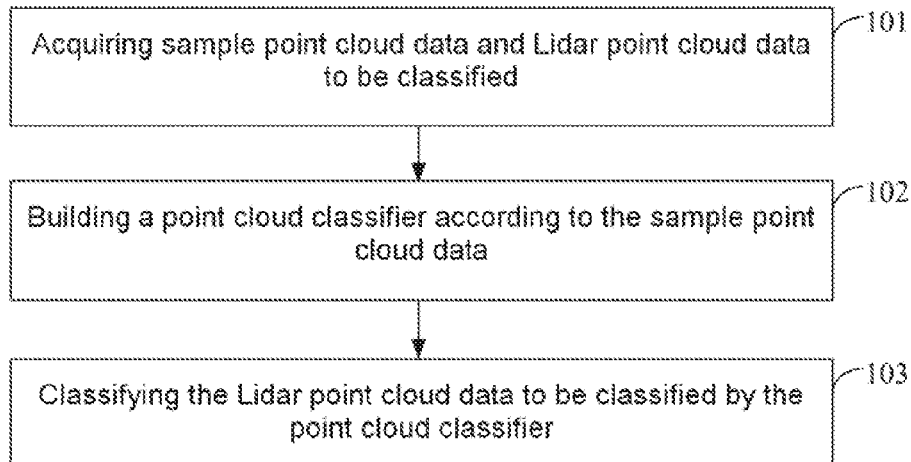 Acquiring sample point cloud data and Lidar point cloud data
to be classified
101
Building a point cloud classifier according to the sample point
cloud data
102
Classifying the Lidar point cloud data to be classified by the
point cloud classifier
103